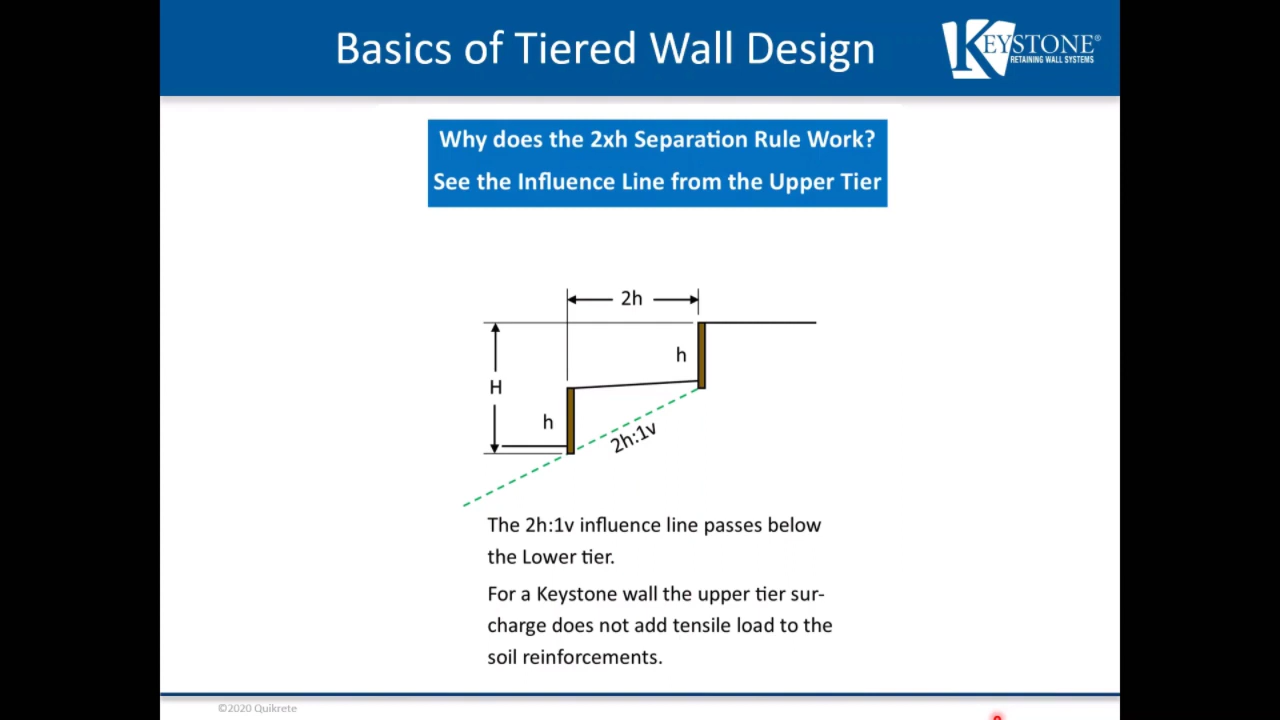 Basics of Tiered Wall Design
KEYSTONE®
RETAINING WALL SYSTEMS
Why does the 2xh Separation Rule Work?
See the Influence Line from the Upper Tier
2h
h
H
h
2h:1v
The 2h:1v influence line passes below
the Lower tier.
For a Keystone wall the upper tier sur-
charge does not add tensile load to the
soil reinforcements.
©2020 Quikrete